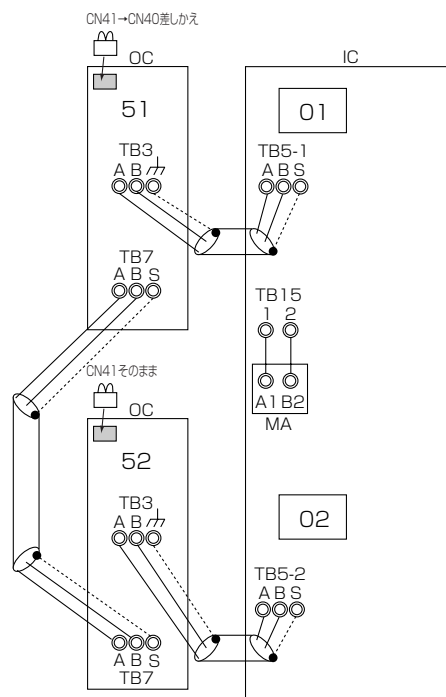 CN41→CN40差しかえ
OC
IC
51
01
TB3
A B
TB5-1
A B S
TB7
A B S
TB15
1 2
A1 B2
MA
CN41そのまま
OC
52
02
TB3
A B
TB5-2
A B S
A B S
TB7